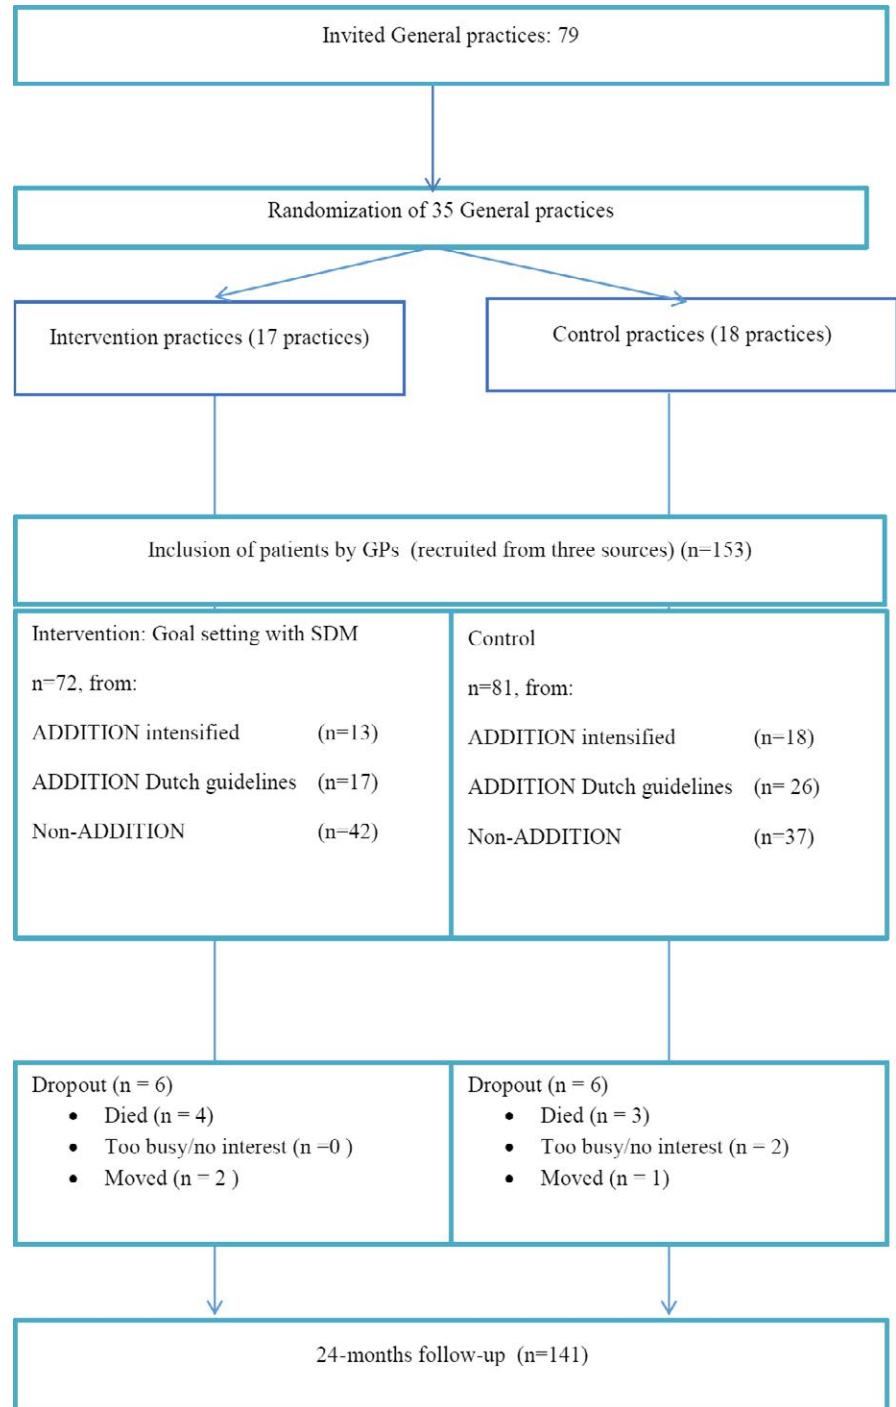 Invited General practices: 79
Randomization of 35 General practices
Intervention practices (17 practices)
Control practices (18 practices)
Inclusion of patients by GPs (recruited from three sources) (n=153)
Intervention: Goal setting with SDM
n=72, from:
ADDITION intensified (n=13)
ADDITION Dutch guidelines (n=17)
Non-ADDITION (n=42)
Control
n=81, from:
ADDITION intensified (n=18)
ADDITION Dutch guidelines (n= 26)
Non-ADDITION (n=37)
Dropout (n = 6)
• Died (n = 4)
• Too busy/no interest (n =0 )
• Moved (n = 2 )
Dropout (n = 6)
• Died (n = 3)
• Too busy/no interest (n = 2)
• Moved (n = 1)
24-months follow-up (n=141)